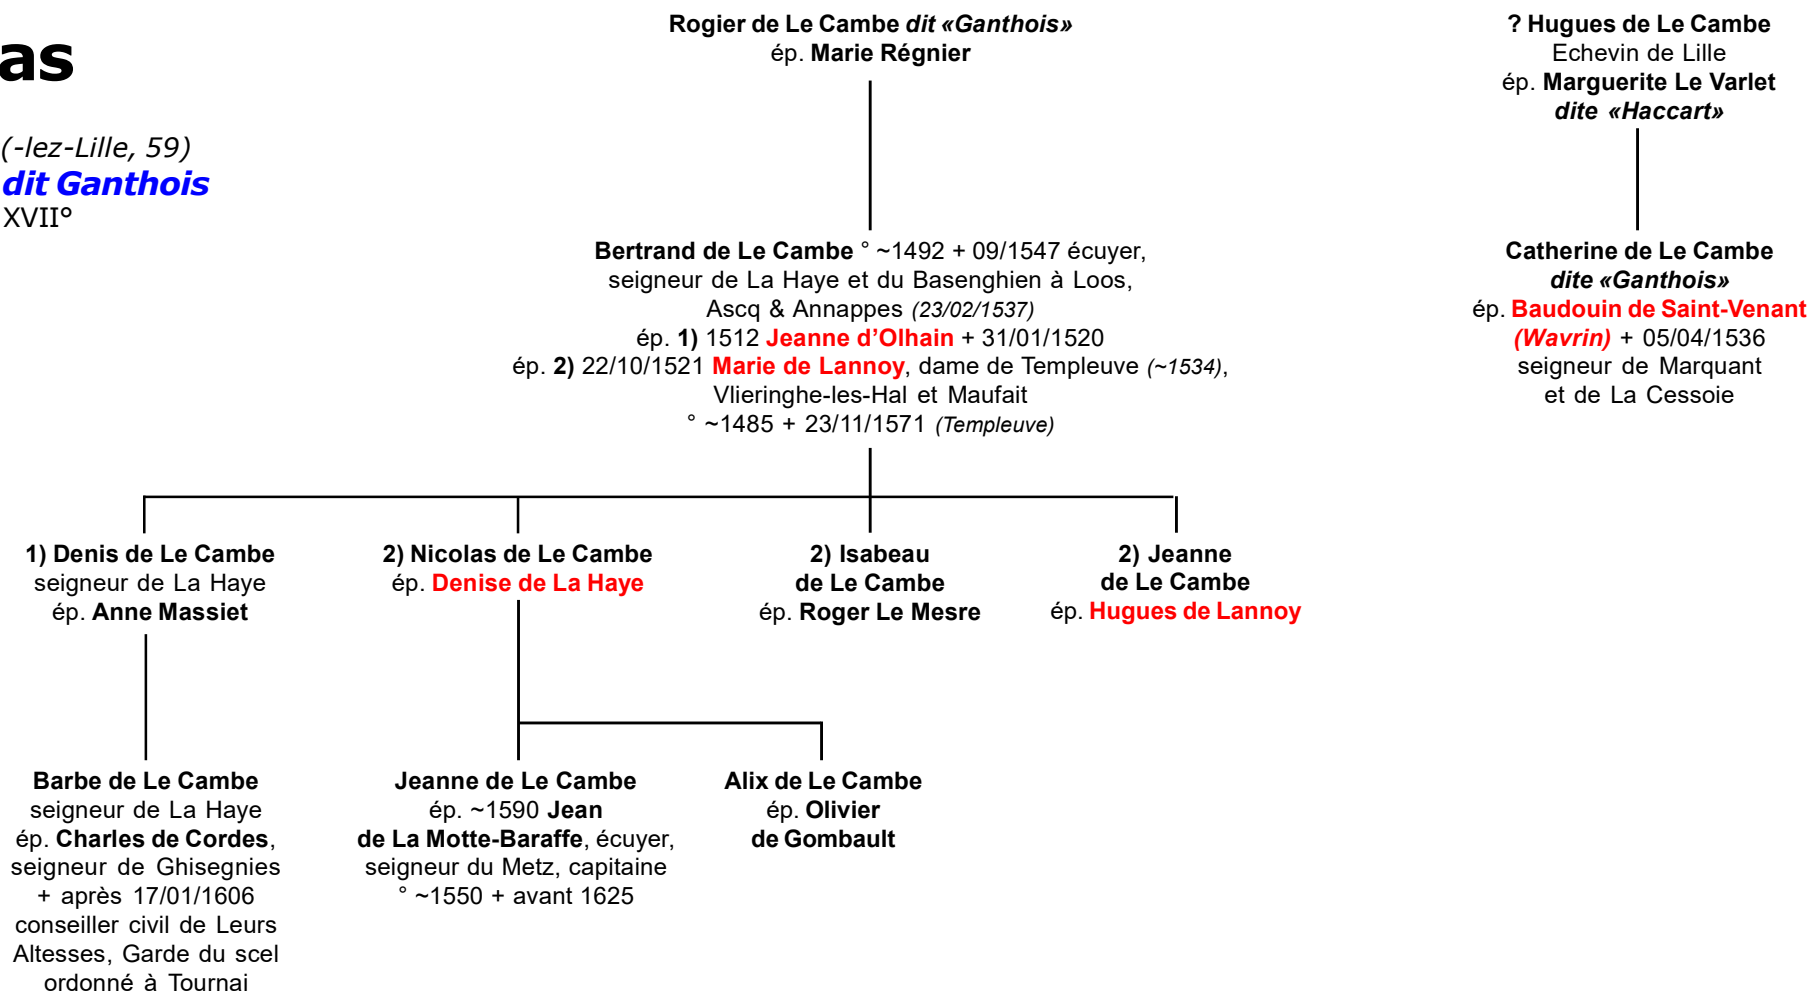 as
(-lez-Lille, 59)
dit Ganthois
XVII°
Rogier de Le Cambe dit «Ganthois»
ép. Marie Régnier
? Hugues de Le Cambe
Echevin de Lille
ép. Marguerite Le Varlet
dite «Haccart»
Bertrand de Le Cambe ° ~1492 + 09/1547 écuyer,
seigneur de La Haye et du Basenghien à Loos,
Ascq & Annappes (23/02/1537)
ép. 1) 1512 Jeanne d’Olhain + 31/01/1520
ép. 2) 22/10/1521 Marie de Lannoy, dame de Templeuve (~1534),
Vlieringhe-les-Hal et Maufait
° ~1485 + 23/11/1571 (Templeuve)
Catherine de Le Cambe
dite «Ganthois»
ép. Baudouin de Saint-Venant
(Wavrin) + 05/04/1536
seigneur de Marquant
et de La Cessoie
1) Denis de Le Cambe
seigneur de La Haye
ép. Anne Massiet
2) Nicolas de Le Cambe
ép. Denise de La Haye
2) Isabeau
de Le Cambe
ép. Roger Le Mesre
2) Jeanne
de Le Cambe
ép. Hugues de Lannoy
Barbe de Le Cambe
seigneur de La Haye
ép. Charles de Cordes,
seigneur de Ghisegnies
+ après 17/01/1606
conseiller civil de Leurs
Altesses, Garde du scel
ordonné à Tournai
Jeanne de Le Cambe
ép. ~1590 Jean
de La Motte-Baraffe, écuyer,
seigneur du Metz, capitaine
° ~1550 + avant 1625
Alix de Le Cambe
ép. Olivier
de Gombault